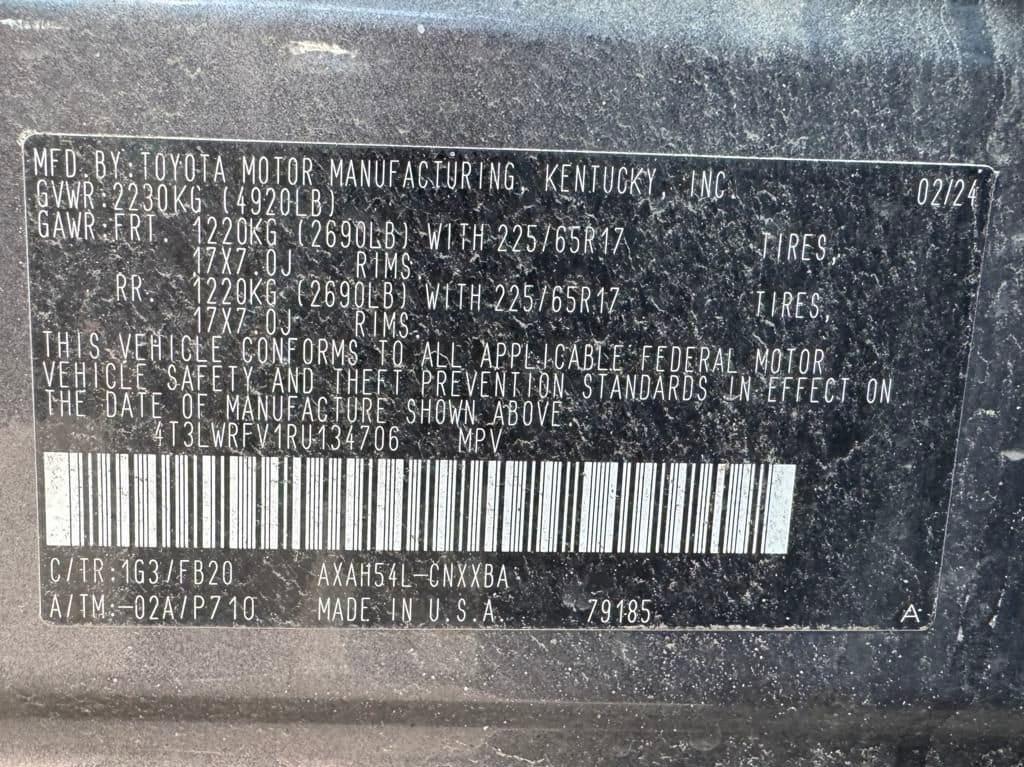 MFD.BY:TOYOTA MOTOR MANUFACTURING, KENTUCKY, INC. 02/24
GVWR:2230KG (4920LB)
GAWR:FRT. 1220KG (2690LB) WITH 225/65R17 TIRES,
17X7.0J RIMS.
RR. 1220KG (2690LB) WITH 225/65R17 TIRES,
17X7.0J RIMS.
THIS VEHICLE CONFORMS TO ALL APPLICABLE FEDERAL MOTOR
VEHICLE SAFETY AND THEFT PREVENTION STANDARDS IN EFFECT ON
THE DATE OF MANUFACTURE SHOWN ABOVE.
4T3LWRFV1RU134706 MPV
C/TR:1G3/FB20 AXAH54L-CNXXBA
A/TM:-02A/P710 MADE IN U.S.A. 79185 A